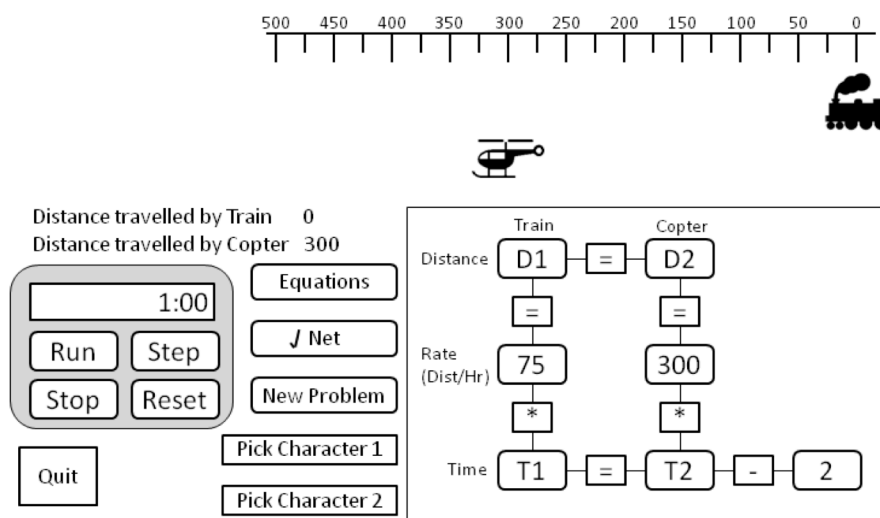 500 450 400 350 300 250 200 150 100 50 0
Distance travelled by Train 0
Distance travelled by Copter 300
1:00
Run Step
Stop Reset
Quit
Equations
√ Net
New Problem
Pick Character 1
Pick Character 2
Train Copter
Distance D1 = D2
= =
Rate 75 300
(Dist/Hr)
* *
Time T1 = T2 - 2